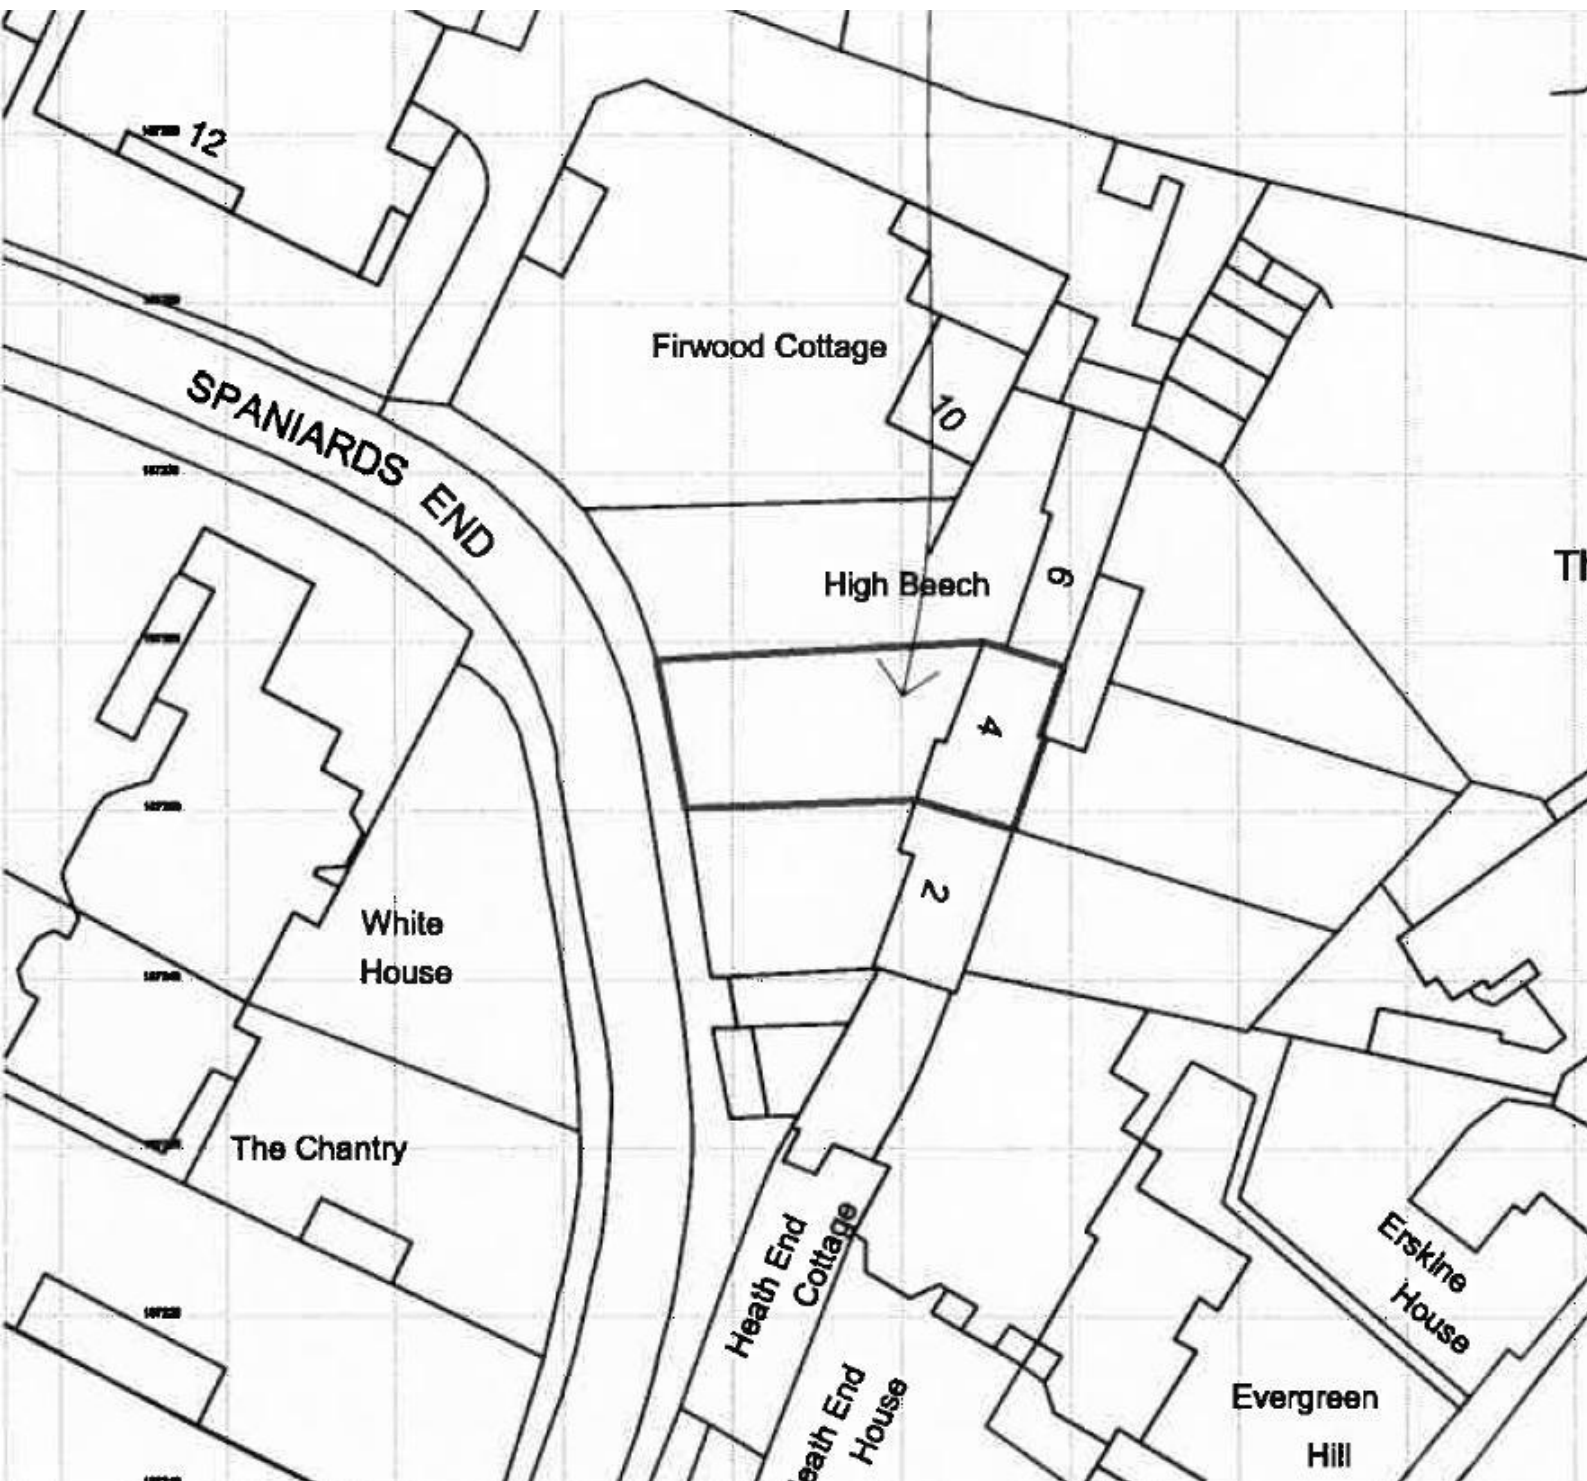 12
Firwood Cottage
SPANIARDS END
10
Th
High Beech
6
4
2
White
House
The Chantry
Heath End
Cottage
Erskine
House
Heath End
House
Evergreen
Hill